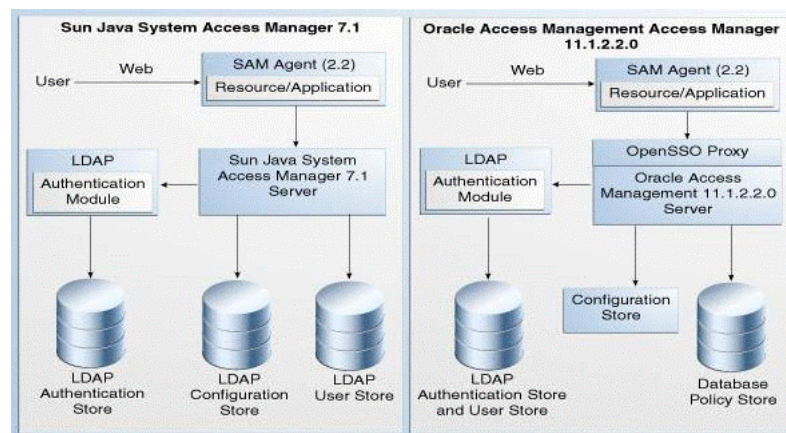 Sun Java System Access Manager 7.1
User
Web
SAM Agent (2.2)
Resource/Application
LDAP
Authentication
Module
Sun Java System
Access Manager 7.1
Server
LDAP
Authentication
Store
LDAP
Configuration
Store
LDAP
User Store
Oracle Access Management Access Manager
11.1.2.2.0
User
Web
SAM Agent (2.2)
Resource/Application
OpenSSO Proxy
LDAP
Authentication
Module
Oracle Access
Management 11.1.2.2.0
Server
Configuration
Store
LDAP
Authentication Store
and User Store
Database
Policy Store